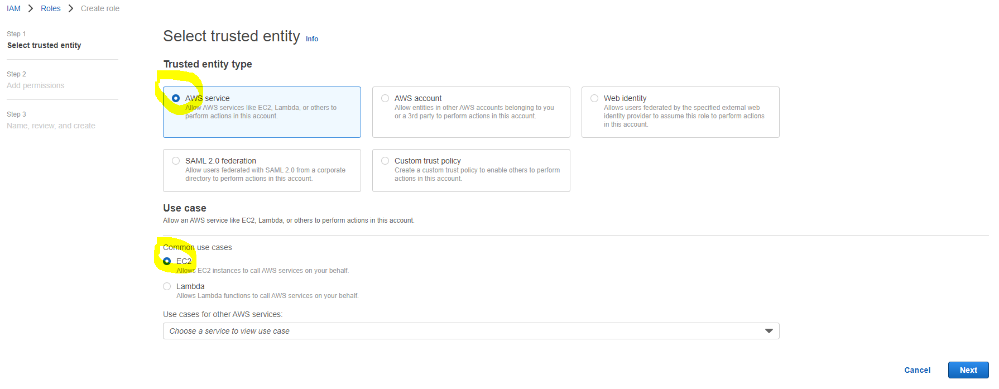 IAM > Roles > Create role
Step 1
Select trusted entity
Step 2
Add permissions
Step 3
Name, review, and create
Select trusted entity Info
Trusted entity type
AWS service
Allow AWS services like EC2, Lambda, or others to
perform actions in this account.
AWS account
Allow entities in other AWS accounts belonging to you
or a 3rd party to perform actions in this account.
Web identity
Allows users federated by the specified external web
identity provider to assume this role to perform actions
in this account.
SAML 2.0 federation
Allow users federated with SAML 2.0 from a corporate
directory to perform actions in this account.
Custom trust policy
Create a custom trust policy to enable others to perform
actions in this account.
Use case
Allow an AWS service like EC2, Lambda, or others to perform actions in this account.
Common use cases
EC2
Allows EC2 instances to call AWS services on your behalf.
Lambda
Allows Lambda functions to call AWS services on your behalf.
Use cases for other AWS services:
Choose a service to view use case
Cancel Next